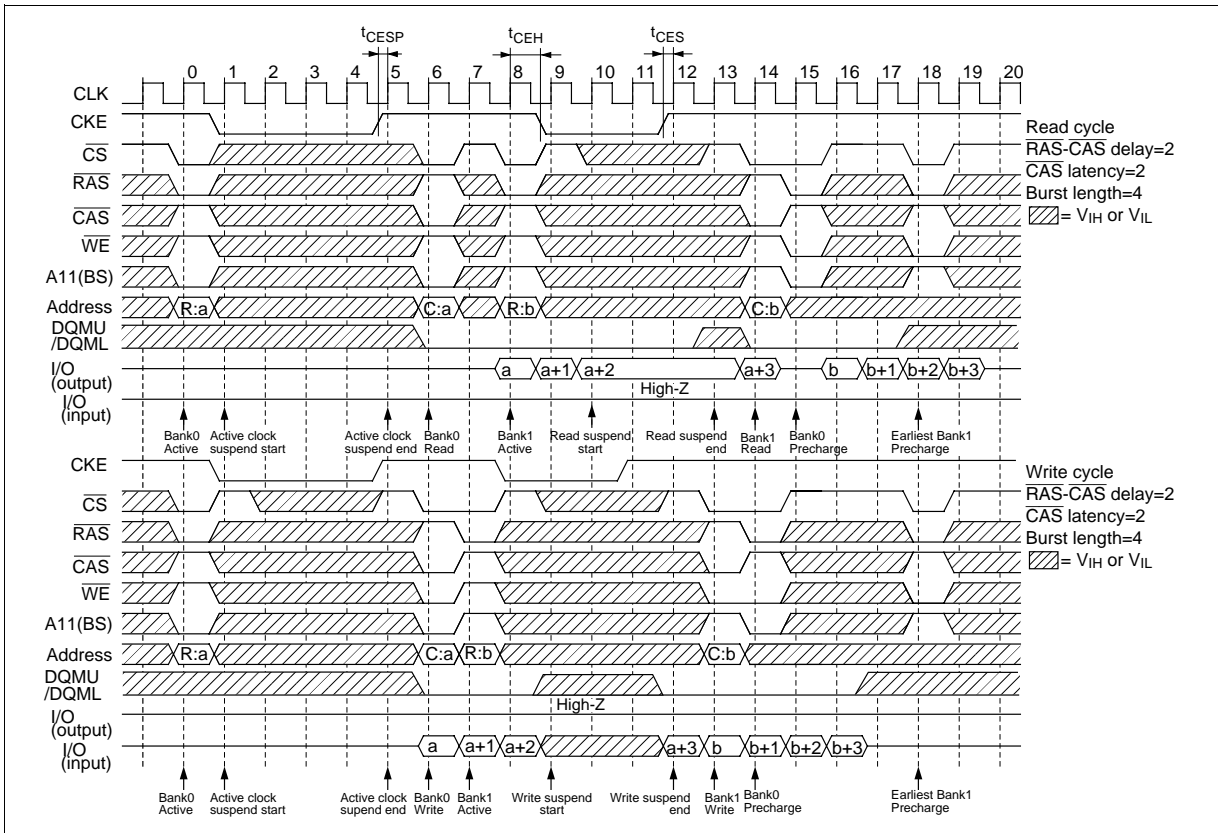 tCESP tCEH tCES
0 1 2 3 4 5 6 7 8 9 10 11 12 13 14 15 16 17 18 19 20
CLK
CKE
CS
RAS
CAS
WE
A11(BS)
Address R:a C:a R:b C:b
DQMU
/DQML
I/O
(output) a a+1 a+2 a+3 b b+1 b+2 b+3
High-Z
I/O
(input)
Bank0
Active
Active clock
suspend start
Active clock
suspend end
Bank0
Read
Bank1
Active
Read suspend
start
Read suspend
end
Bank1
Read
Bank0
Precharge
Earliest Bank1
Precharge
Read cycle
RAS-CAS delay=2
CAS latency=2
Burst length=4
= VIH or VIL
CKE
CS
RAS
CAS
WE
A11(BS)
Address R:a C:a R:b C:b
DQMU
/DQML
High-Z
I/O
(output)
I/O
(input) a a+1 a+2 a+3 b b+1 b+2 b+3
Bank0
Active
Active clock
suspend start
Active clock
supend end
Bank0
Write
Bank1
Active
Write suspend
start
Write suspend
end
Bank1
Write
Bank0
Precharge
Earliest Bank1
Precharge
Write cycle
RAS-CAS delay=2
CAS latency=2
Burst length=4
= VIH or VIL